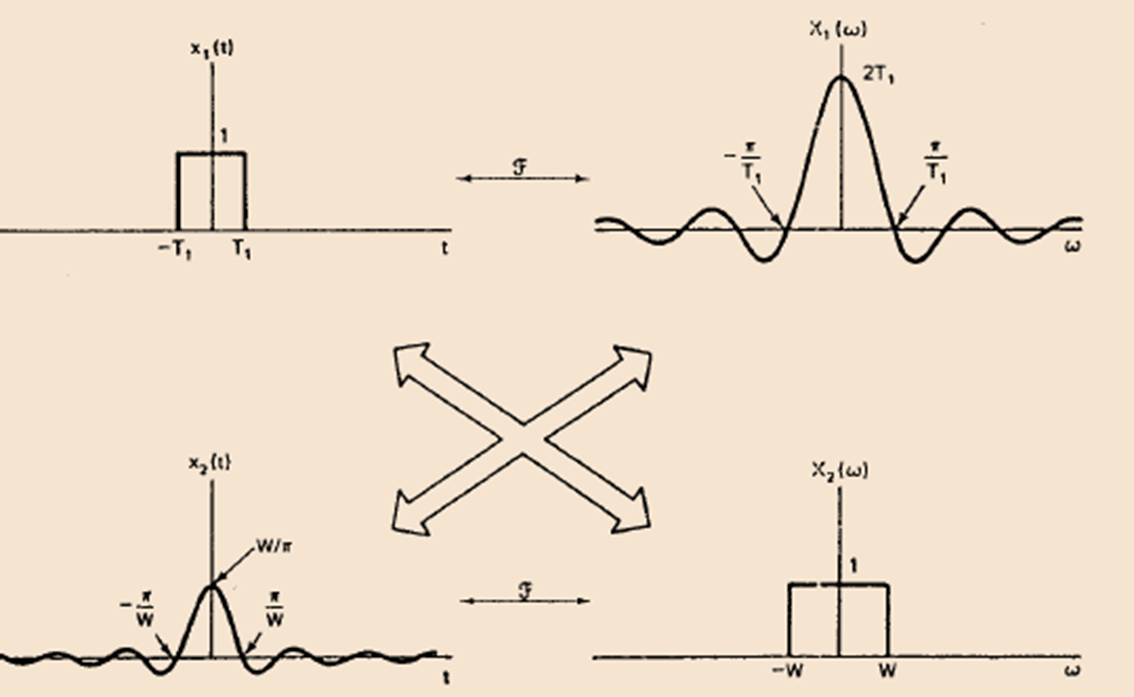 x₁(t)
1
-T₁
T₁
t
ℱ
X₁(ω)
2T₁
-π/T₁
π/T₁
ω
x₂(t)
W/π
-π/W
π/W
t
ℱ
X₂(ω)
1
-W
W
ω